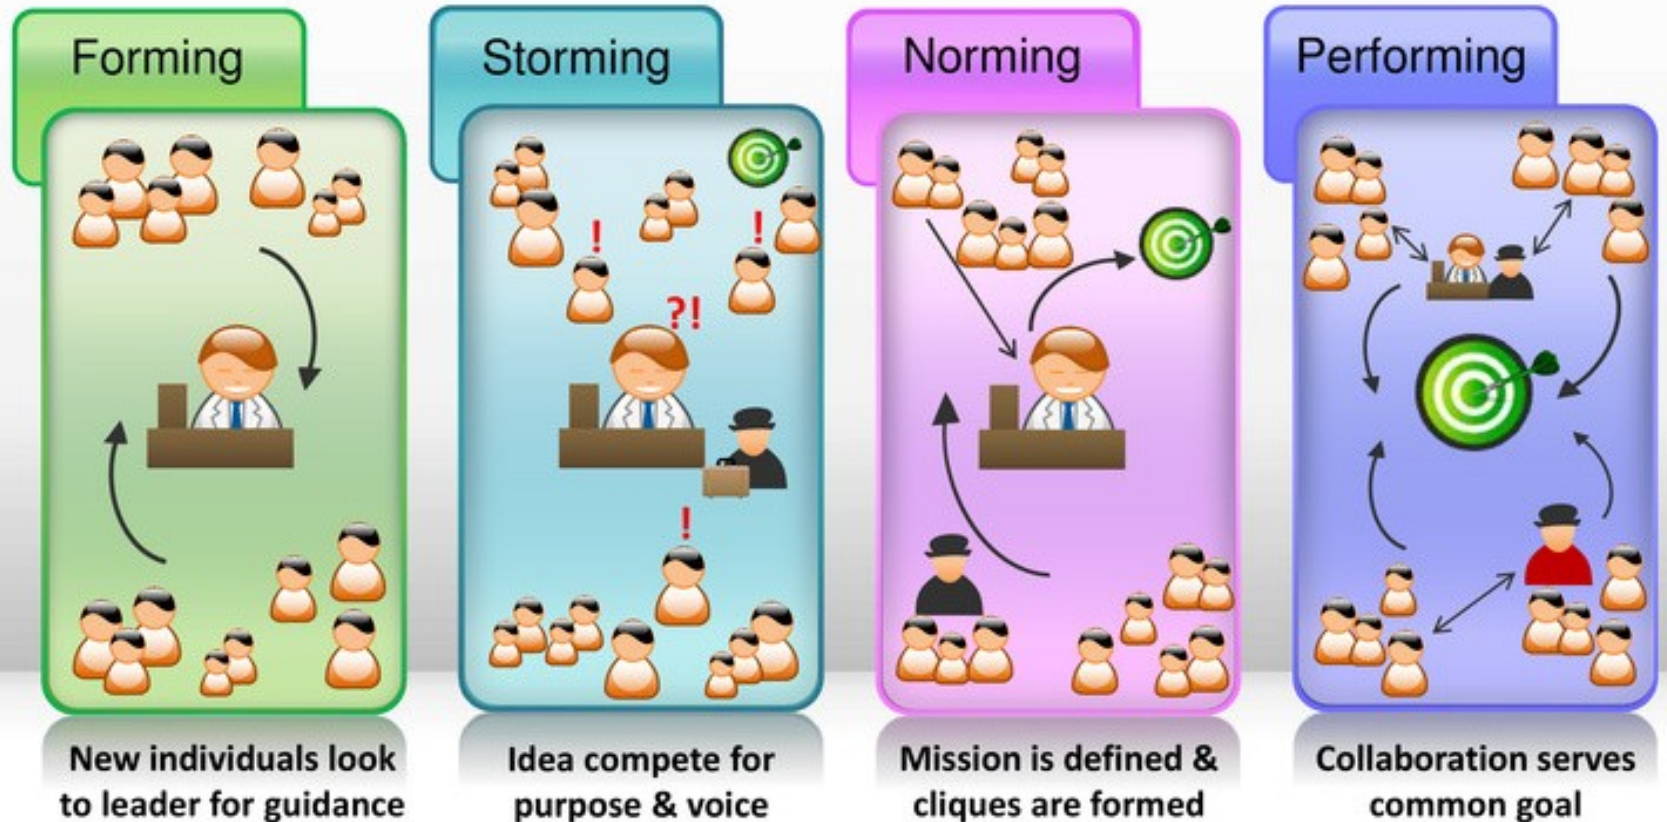 Forming
Storming
Norming
Performing
!
!
?!
!
New individuals look
to leader for guidance
Idea compete for
purpose & voice
Mission is defined &
cliques are formed
Collaboration serves
common goal